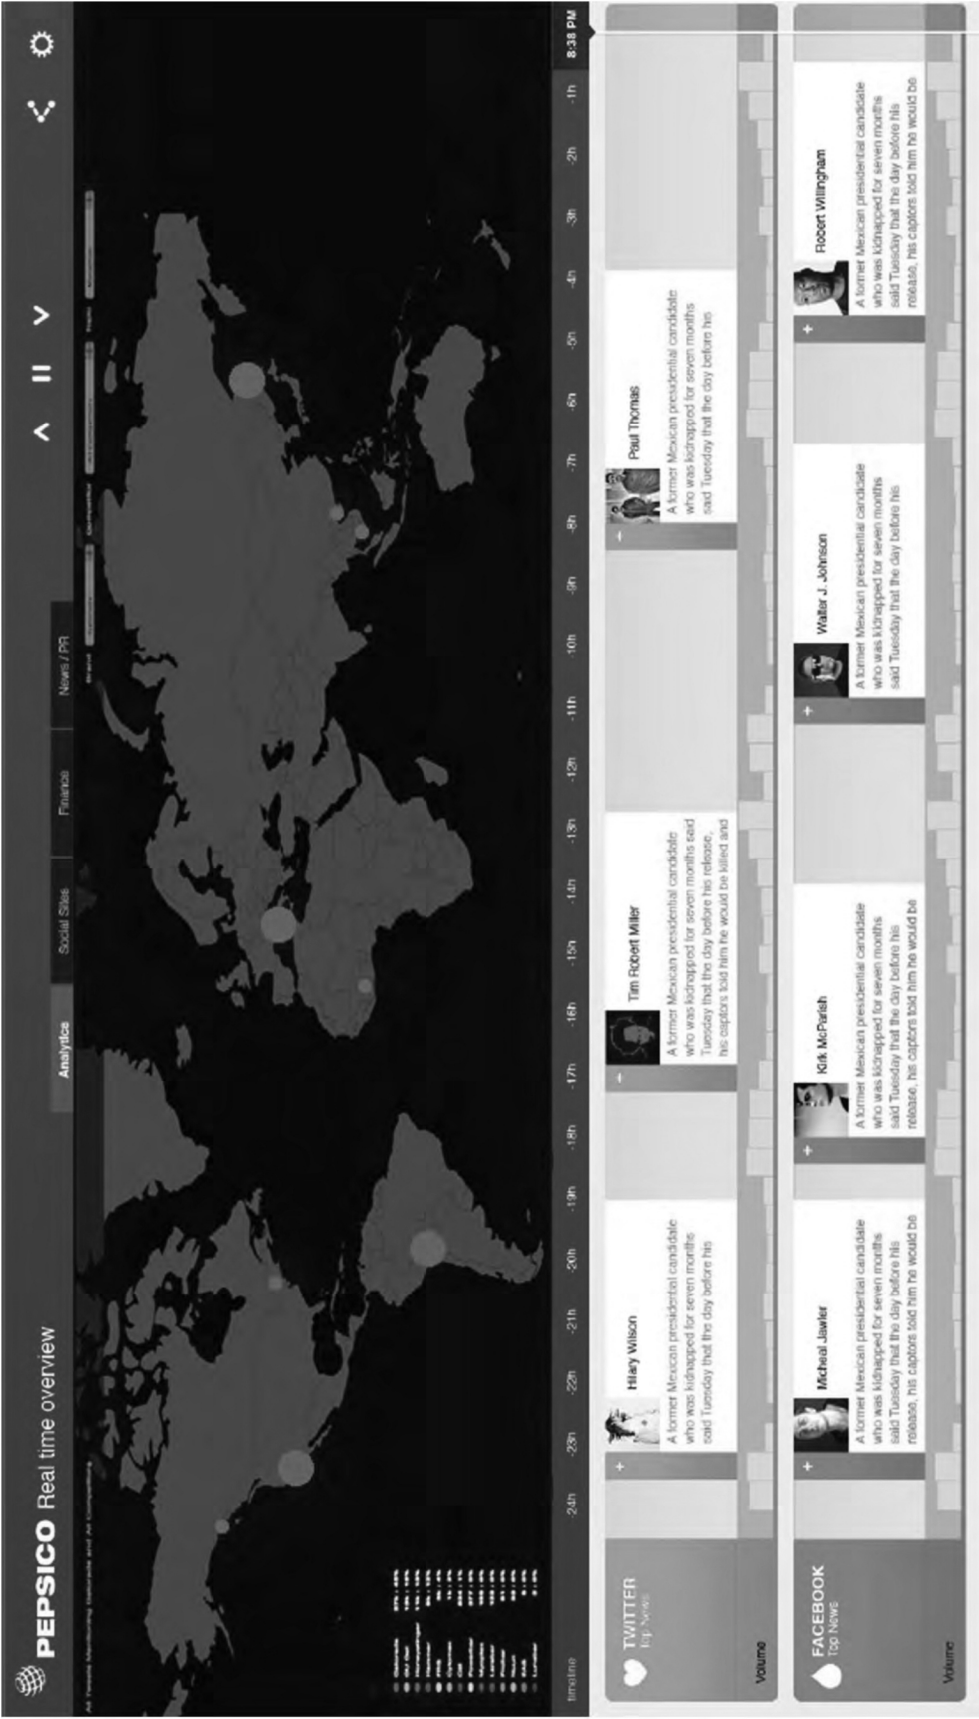 PEPSICO Real time overview
Analytics
Social Sites
Finance
News / PR
All Tweets Monitoring Gatorade and All Competitors
Brand
Competitor
Topic
timeline
-24h
-23h
-22h
-21h
-20h
-19h
-18h
-17h
-16h
-15h
-14h
-13h
-12h
-11h
-10h
-9h
-8h
-7h
-6h
-5h
-4h
-3h
-2h
-1h
8:38 PM
TWITTER
Top News
Volume
+
Hilary Wilson
A former Mexican presidential candidate
who was kidnapped for seven months
said Tuesday that the day before his
–
Tim Robert Miller
A former Mexican presidential candidate
who was kidnapped for seven months said
Tuesday that the day before his release,
his captors told him he would be killed and
–
Paul Thomas
A former Mexican presidential candidate
who was kidnapped for seven months
said Tuesday that the day before his
FACEBOOK
Top News
Volume
+
Micheal Jawler
A former Mexican presidential candidate
who was kidnapped for seven months
said Tuesday that the day before his
release, his captors told him he would be
+
Kirk McParish
A former Mexican presidential candidate
who was kidnapped for seven months
said Tuesday that the day before his
release, his captors told him he would be
+
Walter J. Johnson
A former Mexican presidential candidate
who was kidnapped for seven months
said Tuesday that the day before his
+
Robert Willingham
A former Mexican presidential candidate
who was kidnapped for seven months
said Tuesday that the day before his
release, his captors told him he would be